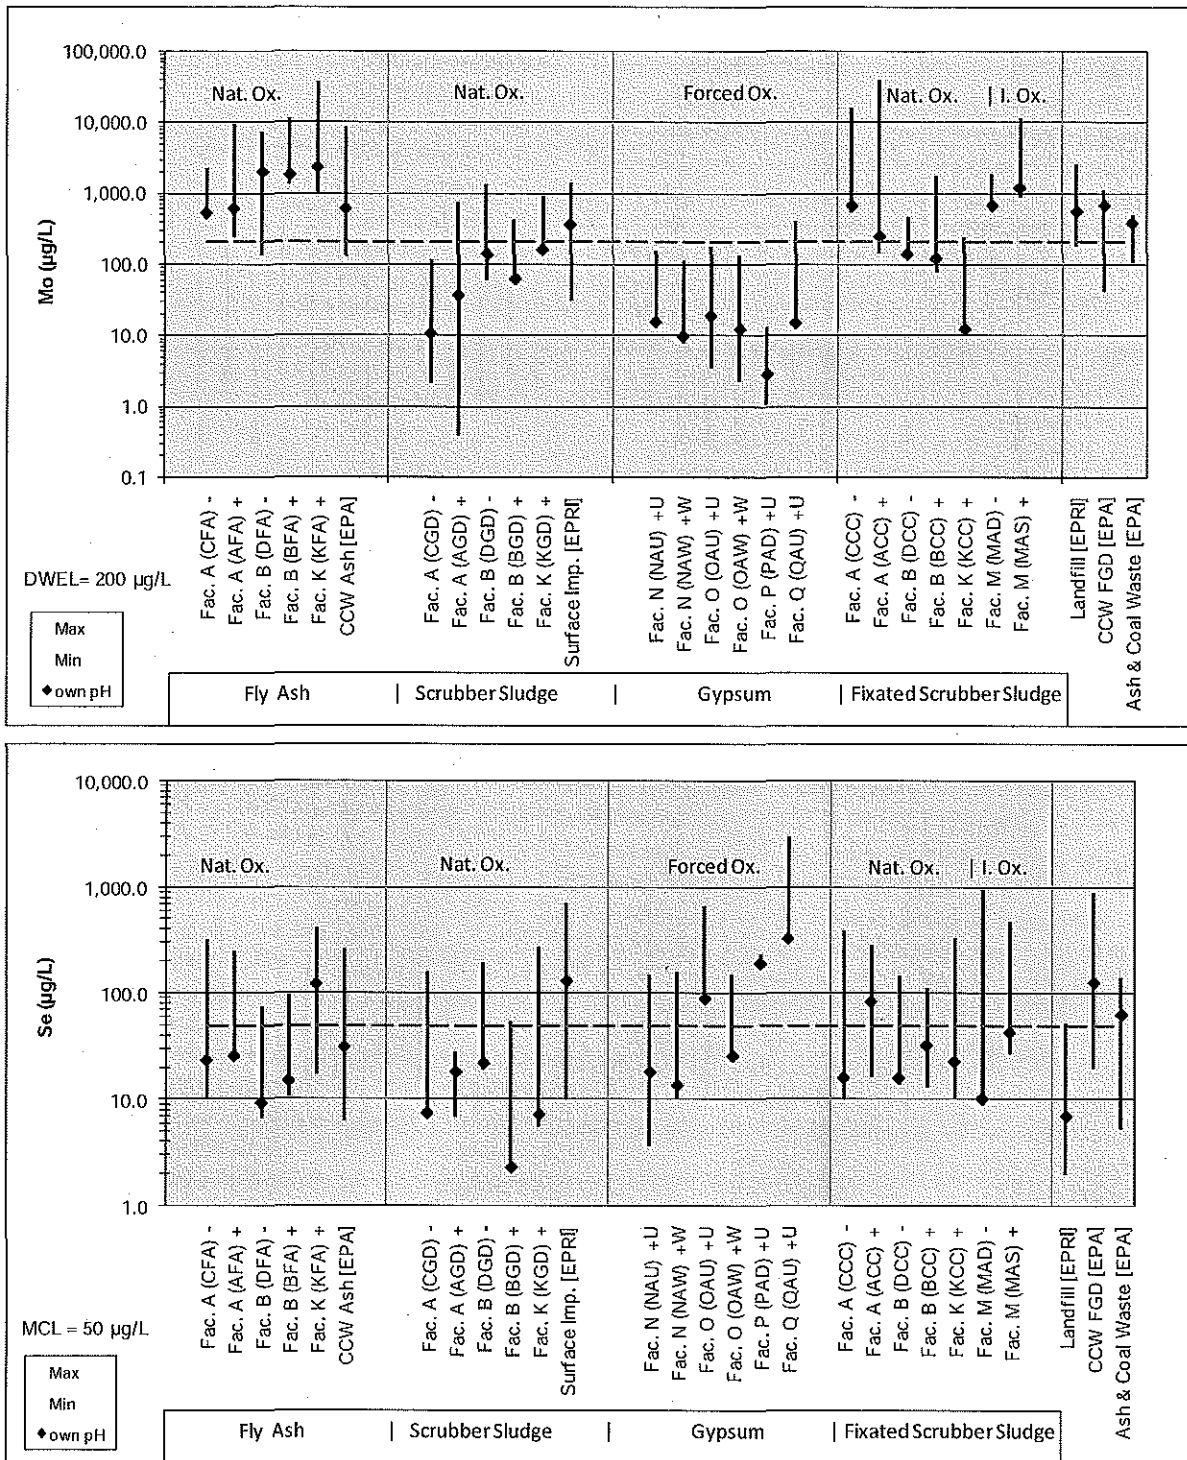 100,000.0
10,000.0
1,000.0
100.0
10.0
1.0
0.1
Mo (µg/L)
Nat. Ox.
Nat. Ox.
Forced Ox.
Nat. Ox. | I. Ox.
Fac. A (CFA) -
Fac. A (AFA) +
Fac. B (DFA) -
Fac. B (BFA) +
Fac. K (KFA) +
CCW Ash [EPA]
Fac. A (CGD) -
Fac. A (AGD) +
Fac. B (DGD) -
Fac. B (BGD) +
Fac. K (KGD) +
Surface Imp. [EPRI]
Fac. N (NAU) +U
Fac. N (NAW) +W
Fac. O (OAU) +U
Fac. O (OAW) +W
Fac. P (PAD) +U
Fac. Q (QAU) +U
Fac. A (CCC) -
Fac. A (ACC) +
Fac. B (DCC) -
Fac. B (BCC) +
Fac. K (KCC) +
Fac. M (MAD) -
Fac. M (MAS) +
Landfill [EPRI]
CCW FGD [EPA]
Ash & Coal Waste [EPA]
DWEL= 200 µg/L
Max
Min
◆ own pH
Fly Ash | Scrubber Sludge | Gypsum | Fixated Scrubber Sludge
10,000.0
1,000.0
100.0
10.0
1.0
Se (µg/L)
Nat. Ox.
Nat. Ox.
Forced Ox.
Nat. Ox. | I. Ox.
Fac. A (CFA) -
Fac. A (AFA) +
Fac. B (DFA) -
Fac. B (BFA) +
Fac. K (KFA) +
CCW Ash [EPA]
Fac. A (CGD) -
Fac. A (AGD) +
Fac. B (DGD) -
Fac. B (BGD) +
Fac. K (KGD) +
Surface Imp. [EPRI]
Fac. N (NAU) +U
Fac. N (NAW) +W
Fac. O (OAU) +U
Fac. O (OAW) +W
Fac. P (PAD) +U
Fac. Q (QAU) +U
Fac. A (CCC) -
Fac. A (ACC) +
Fac. B (DCC) -
Fac. B (BCC) +
Fac. K (KCC) +
Fac. M (MAD) -
Fac. M (MAS) +
Landfill [EPRI]
CCW FGD [EPA]
Ash & Coal Waste [EPA]
MCL = 50 µg/L
Max
Min
◆ own pH
Fly Ash | Scrubber Sludge | Gypsum | Fixated Scrubber Sludge